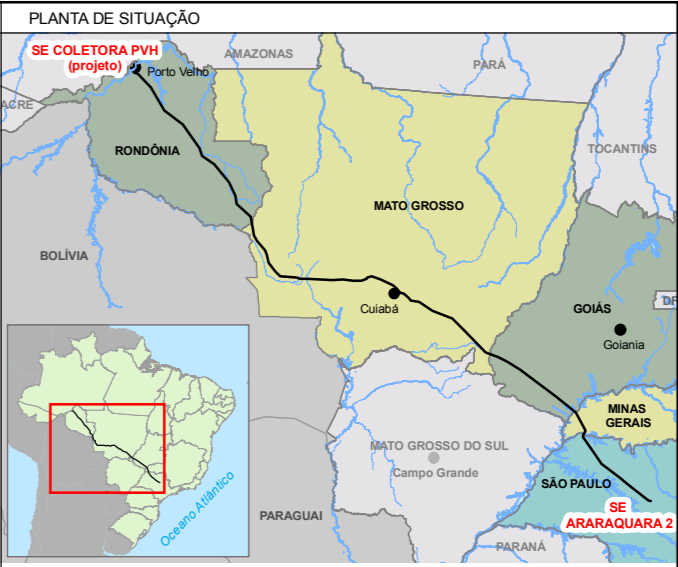 PLANTA DE SITUAÇÃO
SE COLETORA PVH
(projeto)
Porto Velho
AMAZONAS
PARÁ
ACRE
TOCANTINS
RONDÔNIA
MATO GROSSO
BOLÍVIA
Cuiabá
GOIÁS
DF
Goiania
MINAS
GERAIS
MATO GROSSO DO SUL
Campo Grande
SÃO PAULO
SE
ARARAQUARA 2
PARAGUAI
PARANÁ
Oceano Atlântico